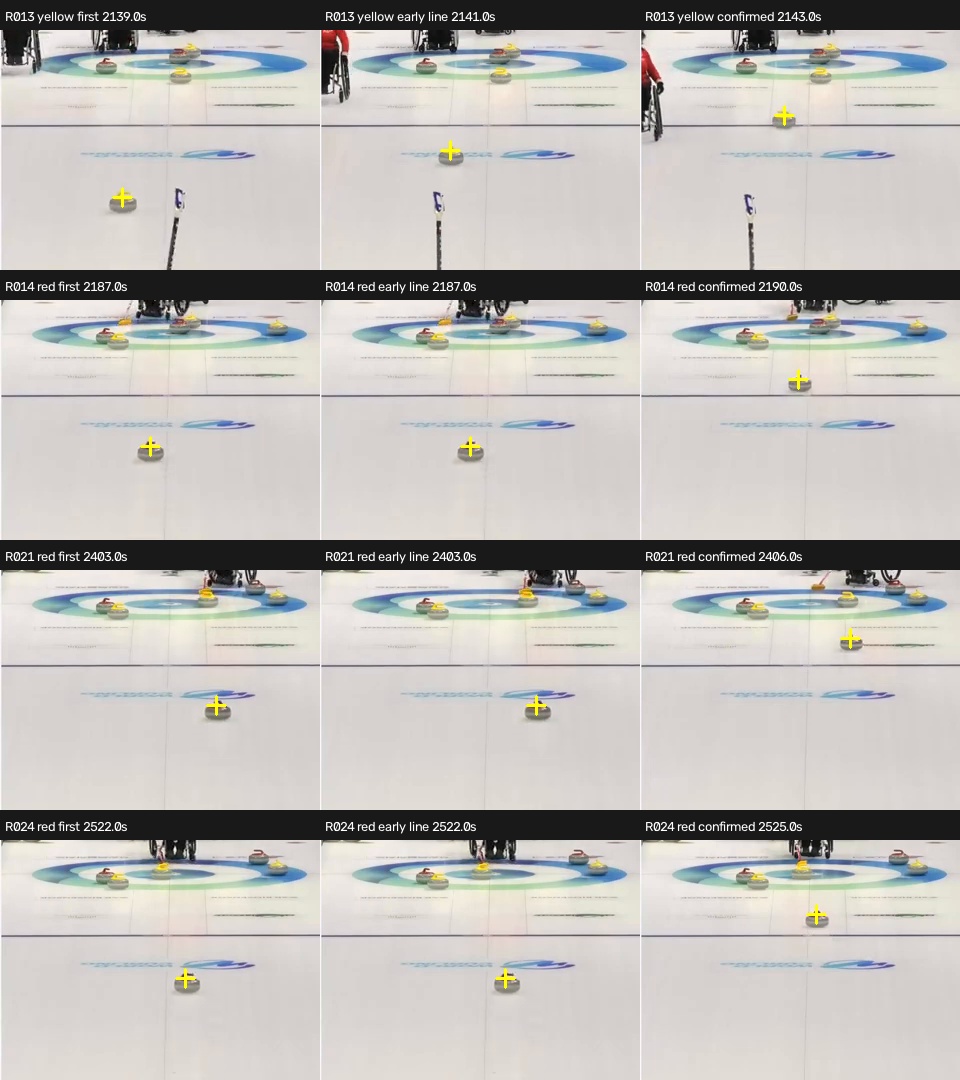 R013 yellow first 2139.0s
R013 yellow early line 2141.0s
R013 yellow confirmed 2143.0s
R014 red first 2187.0s
R014 red early line 2187.0s
R014 red confirmed 2190.0s
R021 red first 2403.0s
R021 red early line 2403.0s
R021 red confirmed 2406.0s
R024 red first 2522.0s
R024 red early line 2522.0s
R024 red confirmed 2525.0s